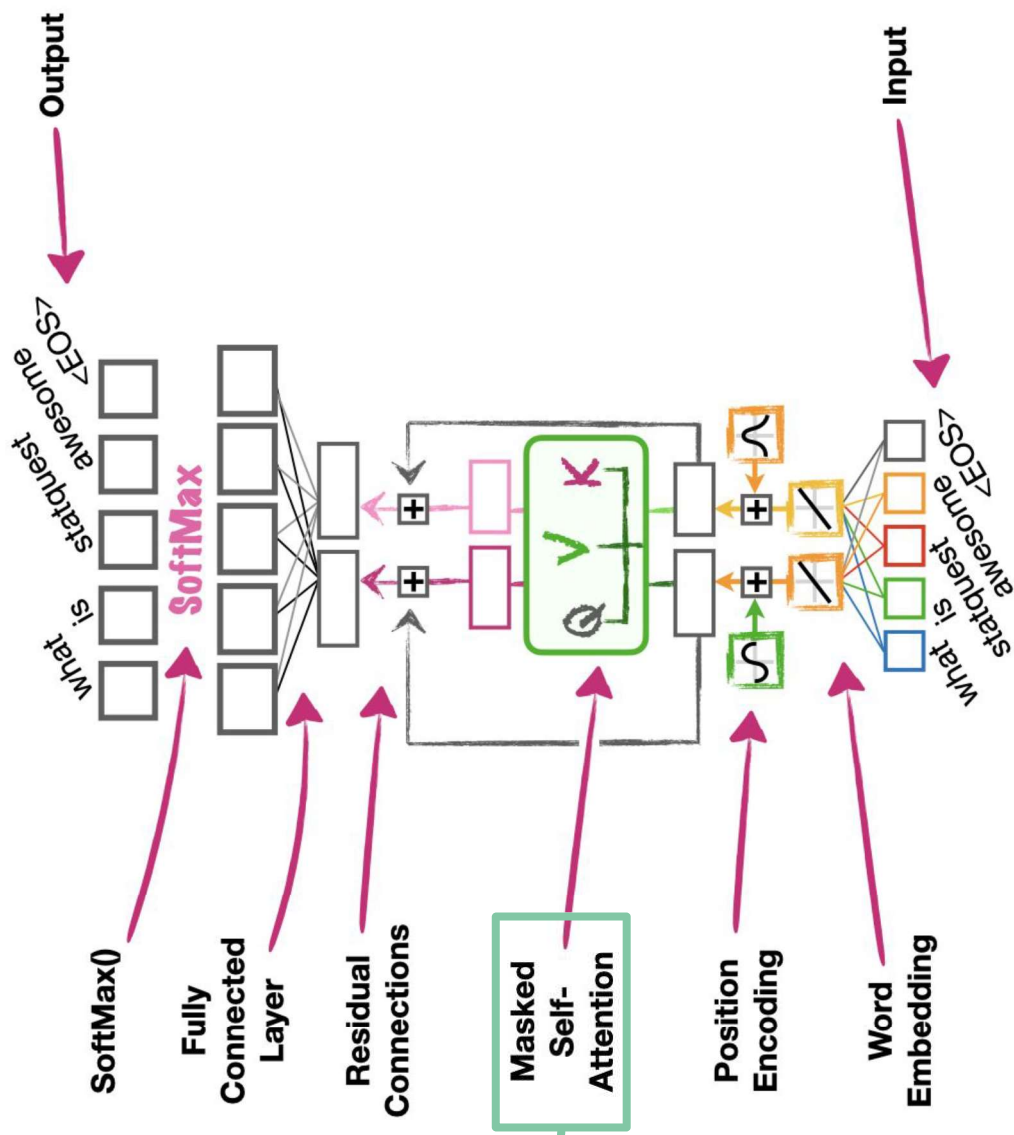 Output
what is statquest awesome <EOS>
SoftMax()
SoftMax
Fully
Connected
Layer
Residual
Connections
Masked
Self-
Attention
Q V K
Position
Encoding
Word
Embedding
Input
what is statquest awesome <EOS>